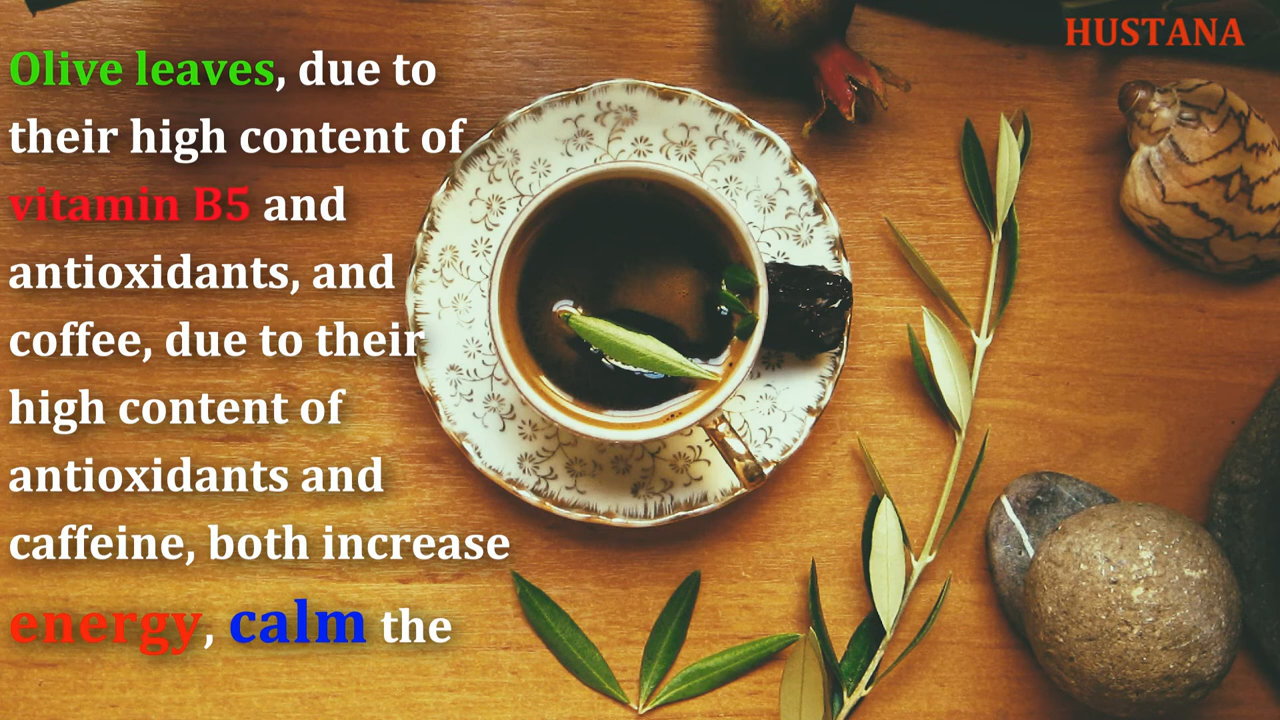 HUSTANA
Olive leaves, due to
their high content of
vitamin B5 and
antioxidants, and
coffee, due to their
high content of
antioxidants and
caffeine, both increase
energy, calm the